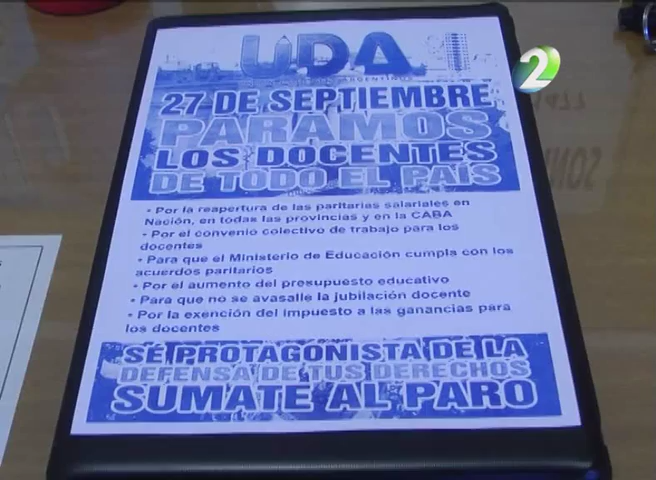 UDA
2
27 DE SEPTIEMBRE
PARAMOS
LOS DOCENTES
DE TODO EL PAÍS
• Por la reapertura de las paritarias salariales en
Nación, en todas las provincias y en la CABA
• Por el convenio colectivo de trabajo para los
docentes
• Para que el Ministerio de Educación cumpla con los
acuerdos paritarios
• Por el aumento del presupuesto educativo
• Para que no se avasalle la jubilación docente
• Por la exención del impuesto a las ganancias para
los docentes
SÉ PROTAGONISTA DE LA
DEFENSA DE TUS DERECHOS
SUMATE AL PARO